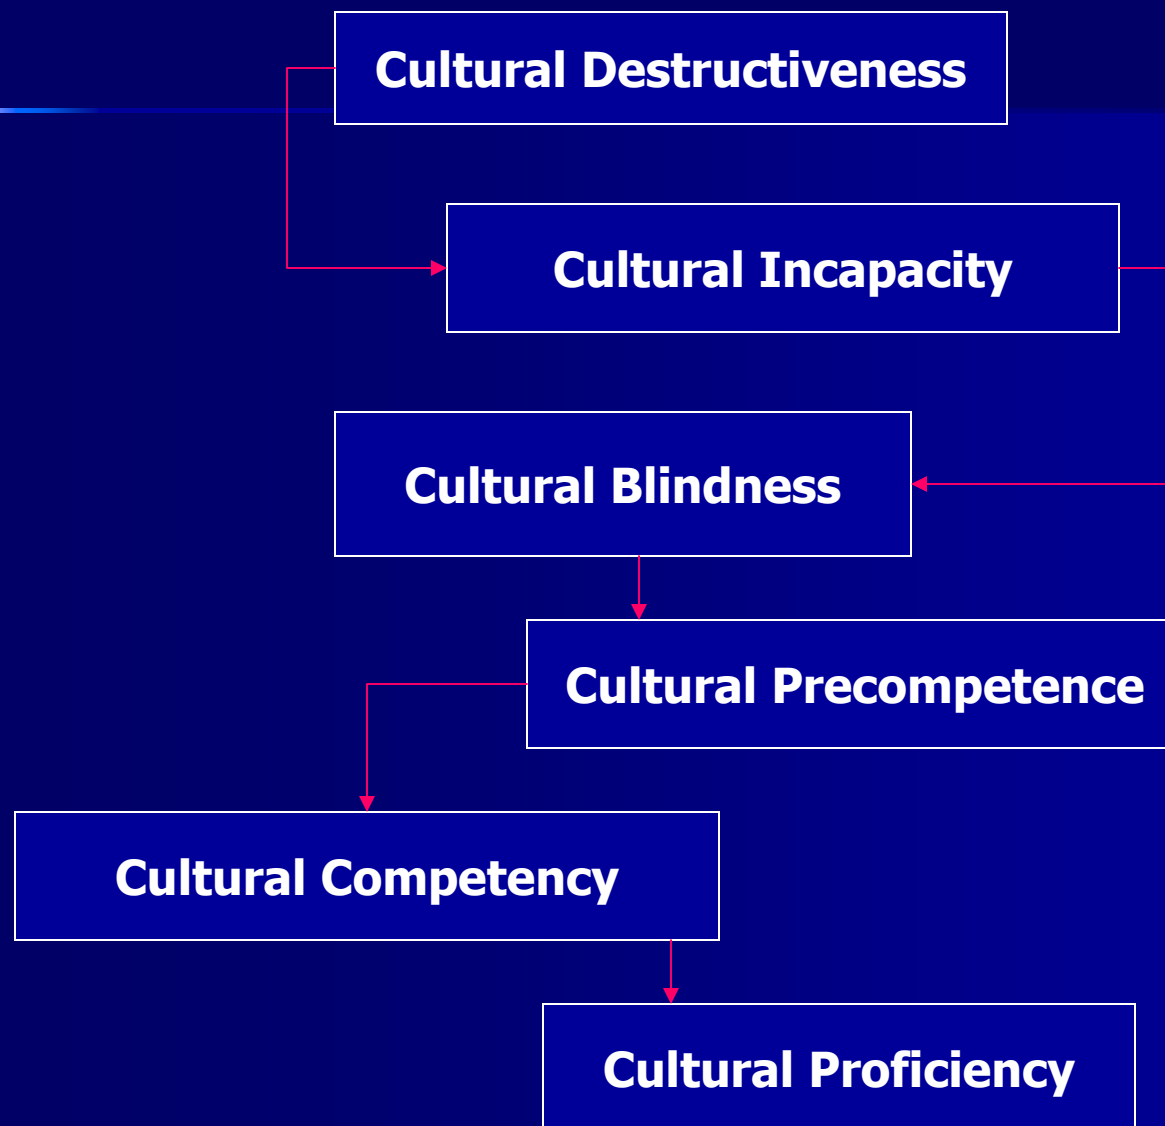 Cultural Destructiveness
Cultural Incapacity
Cultural Blindness
Cultural Precompetence
Cultural Competency
Cultural Proficiency